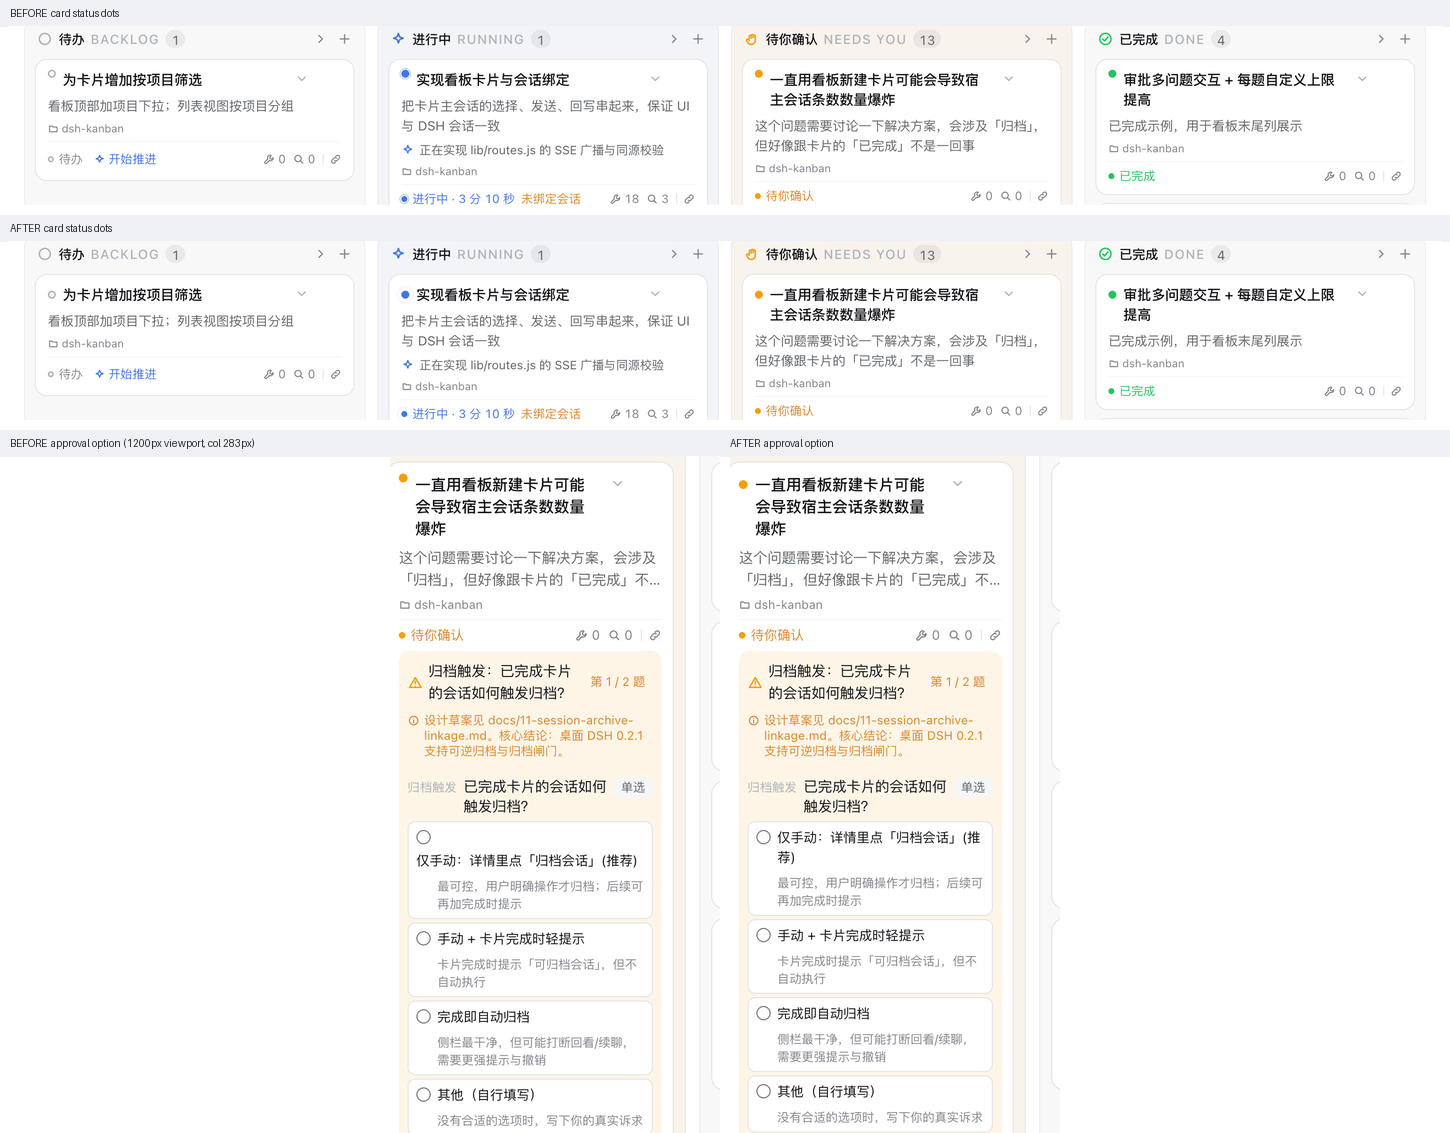 BEFORE card status dots
待办 BACKLOG 1
进行中 RUNNING 1
待你确认 NEEDS YOU 13
已完成 DONE 4
为卡片增加按项目筛选
看板顶部加项目下拉；列表视图按项目分组
dsh-kanban
待办 开始推进 0 0
实现看板卡片与会话绑定
把卡片主会话的选择、发送、回写串起来，保证 UI
与 DSH 会话一致
正在实现 lib/routes.js 的 SSE 广播与同源校验
dsh-kanban
进行中 · 3 分 10 秒 未绑定会话 18 3
一直用看板新建卡片可能会导致宿
主会话条数数量爆炸
这个问题需要讨论一下解决方案，会涉及「归档」，
但好像跟卡片的「已完成」不是一回事
dsh-kanban
待你确认 0 0
审批多问题交互 + 每题自定义上限
提高
已完成示例，用于看板末尾列展示
dsh-kanban
已完成 0 0
AFTER card status dots
待办 BACKLOG 1
进行中 RUNNING 1
待你确认 NEEDS YOU 13
已完成 DONE 4
为卡片增加按项目筛选
看板顶部加项目下拉；列表视图按项目分组
dsh-kanban
待办 开始推进 0 0
实现看板卡片与会话绑定
把卡片主会话的选择、发送、回写串起来，保证 UI
与 DSH 会话一致
正在实现 lib/routes.js 的 SSE 广播与同源校验
dsh-kanban
进行中 · 3 分 10 秒 未绑定会话 18 3
一直用看板新建卡片可能会导致宿
主会话条数数量爆炸
这个问题需要讨论一下解决方案，会涉及「归档」，
但好像跟卡片的「已完成」不是一回事
dsh-kanban
待你确认 0 0
审批多问题交互 + 每题自定义上限
提高
已完成示例，用于看板末尾列展示
dsh-kanban
已完成 0 0
BEFORE approval option (1200px viewport, col 283px)
一直用看板新建卡片可能
会导致宿主会话条数数量
爆炸
这个问题需要讨论一下解决方案，会涉及
「归档」，但好像跟卡片的「已完成」不...
dsh-kanban
待你确认 0 0
归档触发：已完成卡片
的会话如何触发归档?
第 1 / 2 题
设计草案见 docs/11-session-archive-
linkage.md。核心结论：桌面 DSH 0.2.1
支持可逆归档与归档闸门。
归档触发 已完成卡片的会话如何
触发归档?
单选
仅手动：详情里点「归档会话」(推荐)
最可控，用户明确操作才归档；后续可
再加完成时提示
手动 + 卡片完成时轻提示
卡片完成时提示「可归档会话」，但不
自动执行
完成即自动归档
侧栏最干净，但可能打断回看/续聊，
需要更强提示与撤销
其他（自行填写）
没有合适的选项时，写下你的真实诉求
AFTER approval option
一直用看板新建卡片可能
会导致宿主会话条数数量
爆炸
这个问题需要讨论一下解决方案，会涉及
「归档」，但好像跟卡片的「已完成」不...
dsh-kanban
待你确认 0 0
归档触发：已完成卡片
的会话如何触发归档?
第 1 / 2 题
设计草案见 docs/11-session-archive-
linkage.md。核心结论：桌面 DSH 0.2.1
支持可逆归档与归档闸门。
归档触发 已完成卡片的会话如何
触发归档?
单选
仅手动：详情里点「归档会话」(推
荐)
最可控，用户明确操作才归档；后续可
再加完成时提示
手动 + 卡片完成时轻提示
卡片完成时提示「可归档会话」，但不
自动执行
完成即自动归档
侧栏最干净，但可能打断回看/续聊，
需要更强提示与撤销
其他（自行填写）
没有合适的选项时，写下你的真实诉求